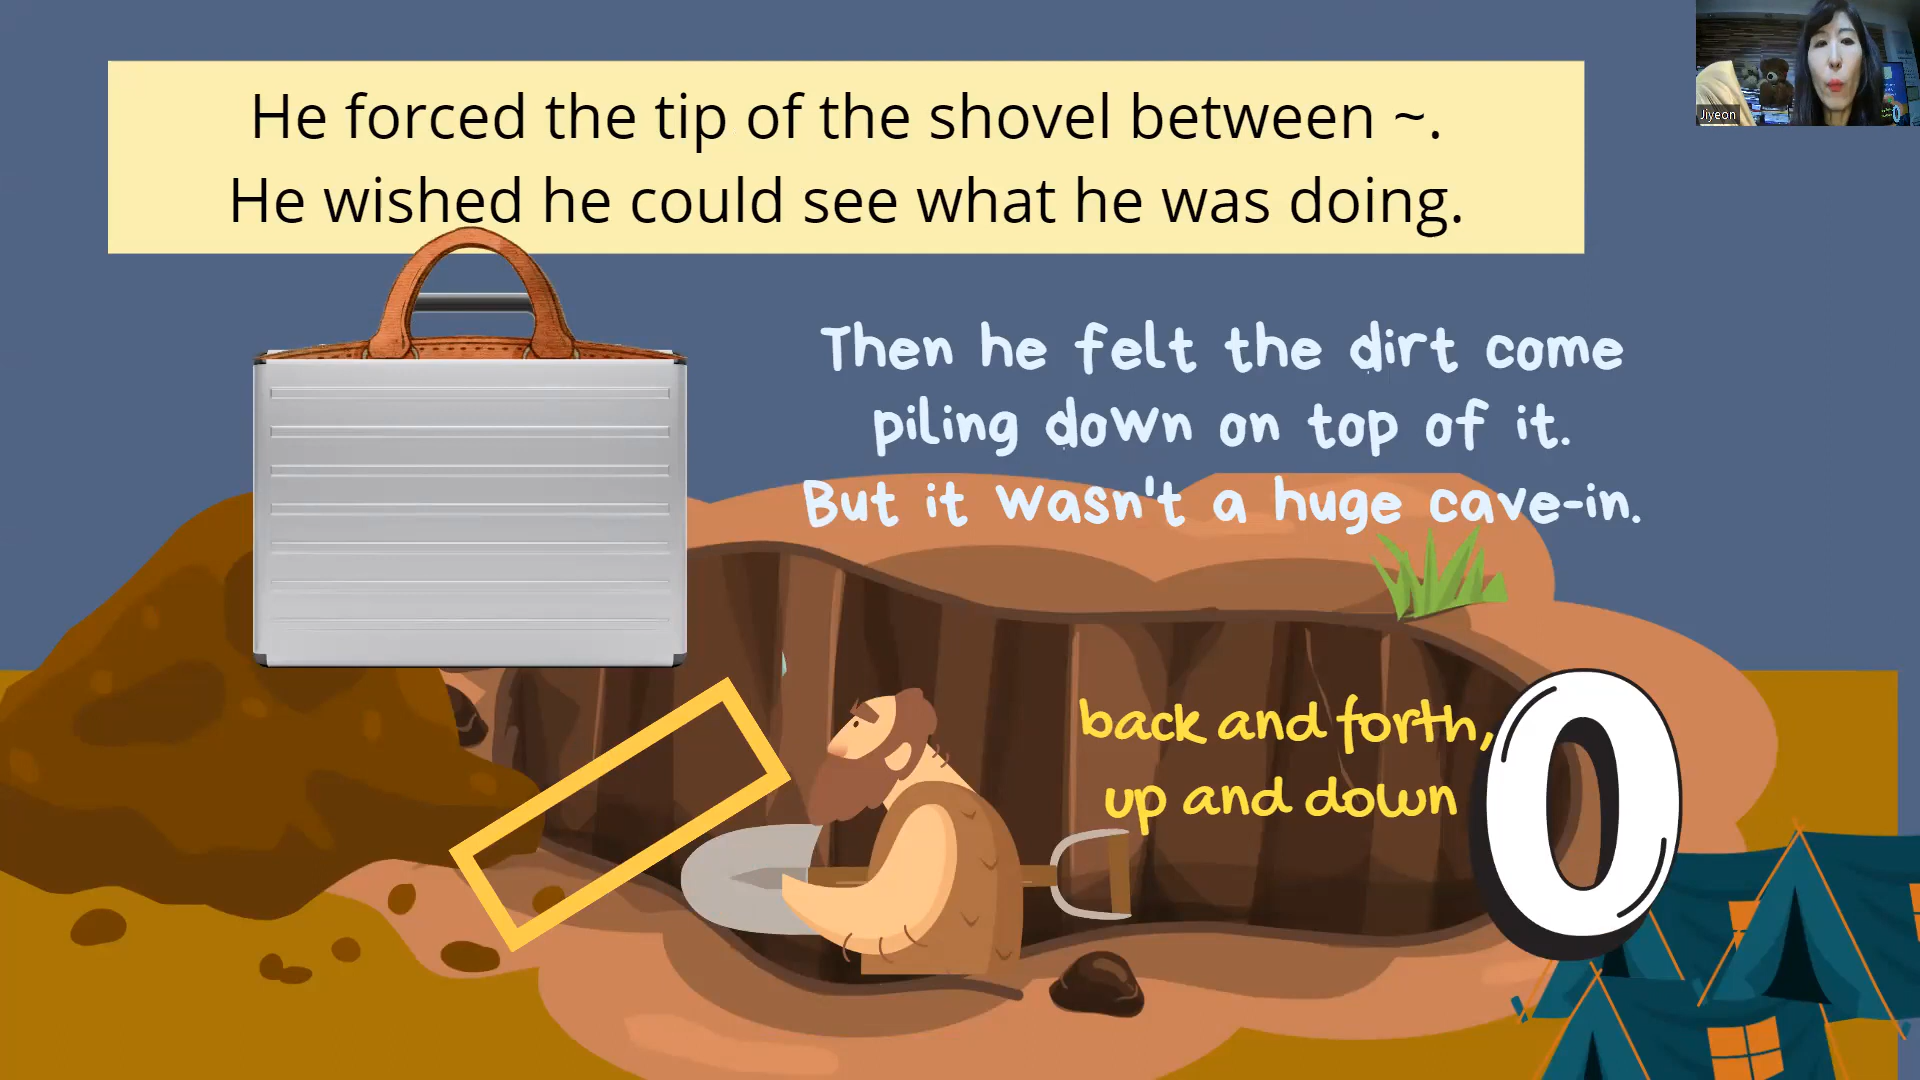 He forced the tip of the shovel between ~.
He wished he could see what he was doing.
Jiyeon
Then he felt the dirt come
piling down on top of it.
But it wasn't a huge cave-in.
back and forth,
up and down
0